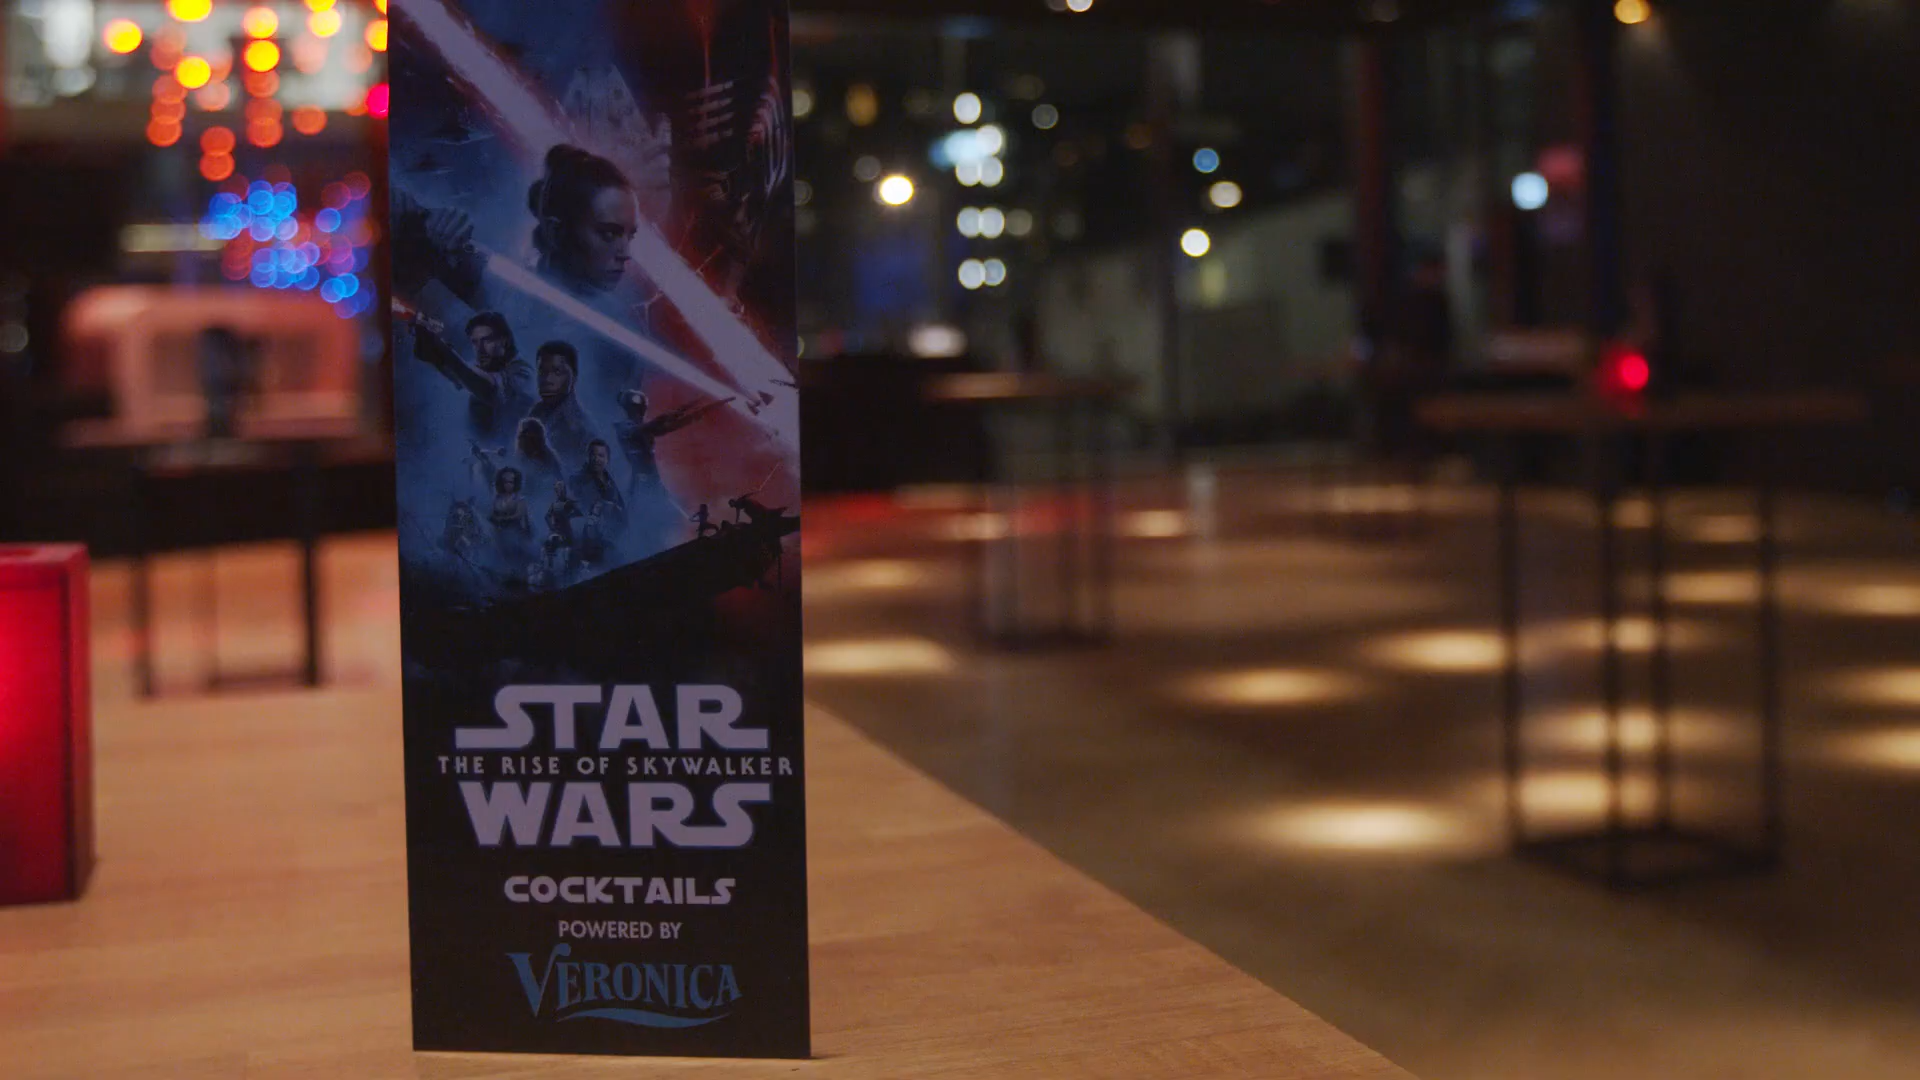 STAR
THE RISE OF SKYWALKER
WARS
COCKTAILS
POWERED BY
VERONICA